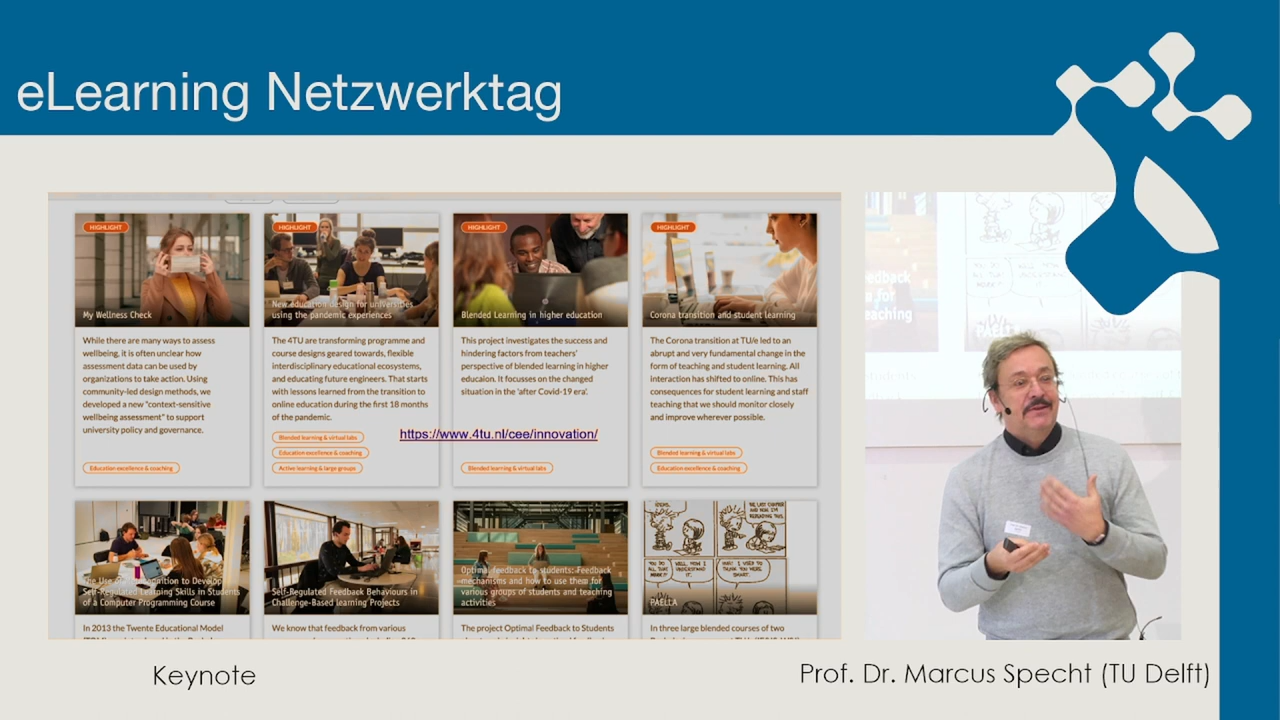 eLearning Netzwerktag
HIGHLIGHT
My Wellness Check
While there are many ways to assess
wellbeing, it is often unclear how
assessment data can be used by
organizations to take action. Using
community-led design methods, we
developed a new "context-sensitive
wellbeing assessment" to support
university policy and governance.
Education excellence & coaching
HIGHLIGHT
New education design for universities
using the pandemic experiences
The 4TU are transforming programme and
course designs geared towards, flexible
interdisciplinary educational ecosystems,
and educating future engineers. That starts
with lessons learned from the transition to
online education during the first 18 months
of the pandemic.
Blended learning & virtual labs
Education excellence & coaching
Active learning & large groups
HIGHLIGHT
Blended Learning in higher education
This project investigates the success and
hindering factors from teachers'
perspective of blended learning in higher
educaion. It focusses on the changed
situation in the 'after Covid-19 era'.
https://www.4tu.nl/cee/innovation/
Blended learning & virtual labs
HIGHLIGHT
Corona transition and student learning
The Corona transition at TU/e led to an
abrupt and very fundamental change in the
form of teaching and student learning. All
interaction has shifted to online. This has
consequences for student learning and staff
teaching that we should monitor closely
and improve wherever possible.
Blended learning & virtual labs
Education excellence & coaching
The Use of Metacognition to Develop
Self-Regulated Learning Skills in Students
of a Computer Programming Course
In 2013 the Twente Educational Model
Self-Regulated Feedback Behaviours in
Challenge-Based learning Projects
We know that feedback from various
Optimal feedback to students: Feedback
mechanisms and how to use them for
various groups of students and teaching
activities
The project Optimal Feedback to Students
PAELLA
In three large blended courses of two
Keynote
Prof. Dr. Marcus Specht (TU Delft)